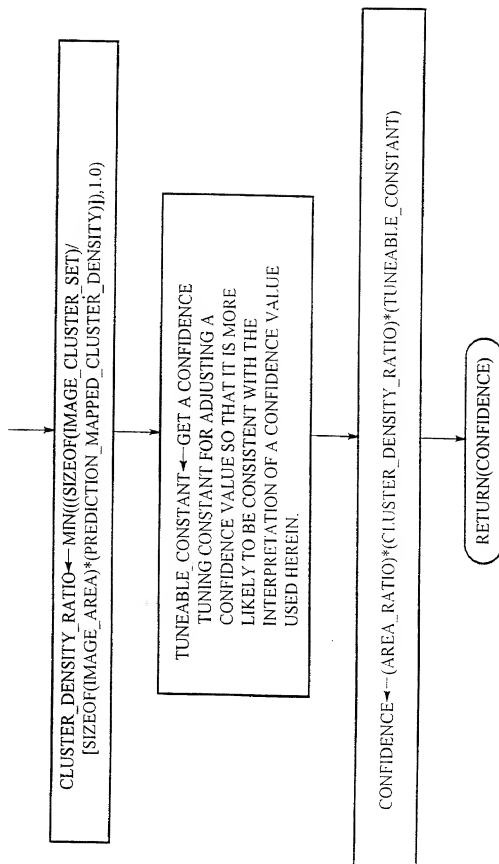 CLUSTER_DENSITY_RATIO←MIN(((SIZEOF(IMAGE_CLUSTER_SET)/
[SIZEOF(IMAGE_AREA)*(PREDICTION_MAPPED_CLUSTER_DENSITY)]),1.0)
TUNEABLE_CONSTANT←GET A CONFIDENCE
TUNING CONSTANT FOR ADJUSTING A
CONFIDENCE VALUE SO THAT IT IS MORE
LIKELY TO BE CONSISTENT WITH THE
INTERPRETATION OF A CONFIDENCE VALUE
USED HEREIN.
CONFIDENCE←(AREA_RATIO)*(CLUSTER_DENSITY_RATIO)*(TUNEABLE_CONSTANT)
RETURN(CONFIDENCE)